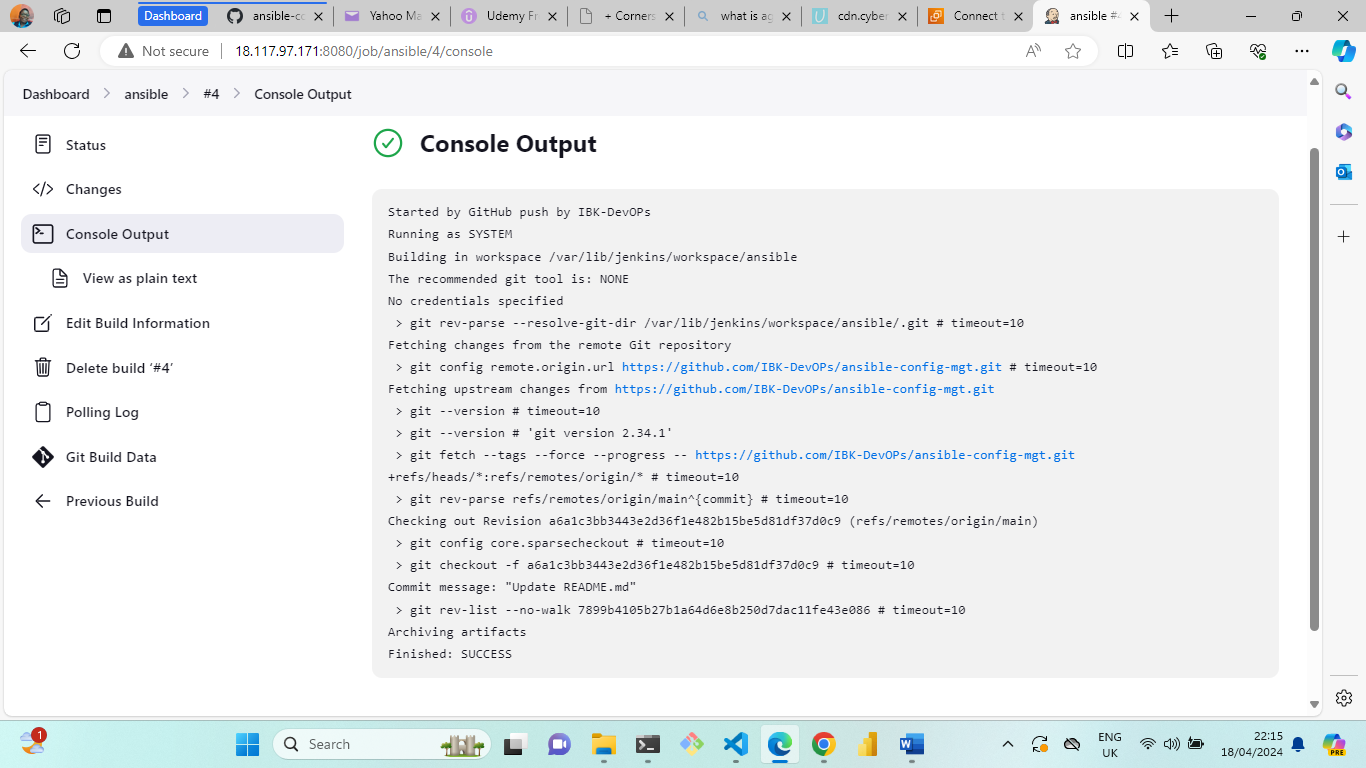 Dashboard
ansible-co
Yahoo Ma
Udemy Fr
+ Corners
what is ag
cdn.cyber
Connect t
ansible #4
Not secure
18.117.97.171:8080/job/ansible/4/console
Dashboard
ansible
#4
Console Output
Status
Changes
Console Output
View as plain text
Edit Build Information
Delete build ‘#4’
Polling Log
Git Build Data
Previous Build
Console Output
Started by GitHub push by IBK-DevOPs
Running as SYSTEM
Building in workspace /var/lib/jenkins/workspace/ansible
The recommended git tool is: NONE
No credentials specified
> git rev-parse --resolve-git-dir /var/lib/jenkins/workspace/ansible/.git # timeout=10
Fetching changes from the remote Git repository
> git config remote.origin.url https://github.com/IBK-DevOPs/ansible-config-mgt.git # timeout=10
Fetching upstream changes from https://github.com/IBK-DevOPs/ansible-config-mgt.git
> git --version # timeout=10
> git --version # 'git version 2.34.1'
> git fetch --tags --force --progress -- https://github.com/IBK-DevOPs/ansible-config-mgt.git
+refs/heads/*:refs/remotes/origin/* # timeout=10
> git rev-parse refs/remotes/origin/main^{commit} # timeout=10
Checking out Revision a6a1c3bb3443e2d36f1e482b15be5d81df37d0c9 (refs/remotes/origin/main)
> git config core.sparsecheckout # timeout=10
> git checkout -f a6a1c3bb3443e2d36f1e482b15be5d81df37d0c9 # timeout=10
Commit message: "Update README.md"
> git rev-list --no-walk 7899b4105b27b1a64d6e8b250d7dac11fe43e086 # timeout=10
Archiving artifacts
Finished: SUCCESS
1
Search
ENG
UK
22:15
18/04/2024
PRE